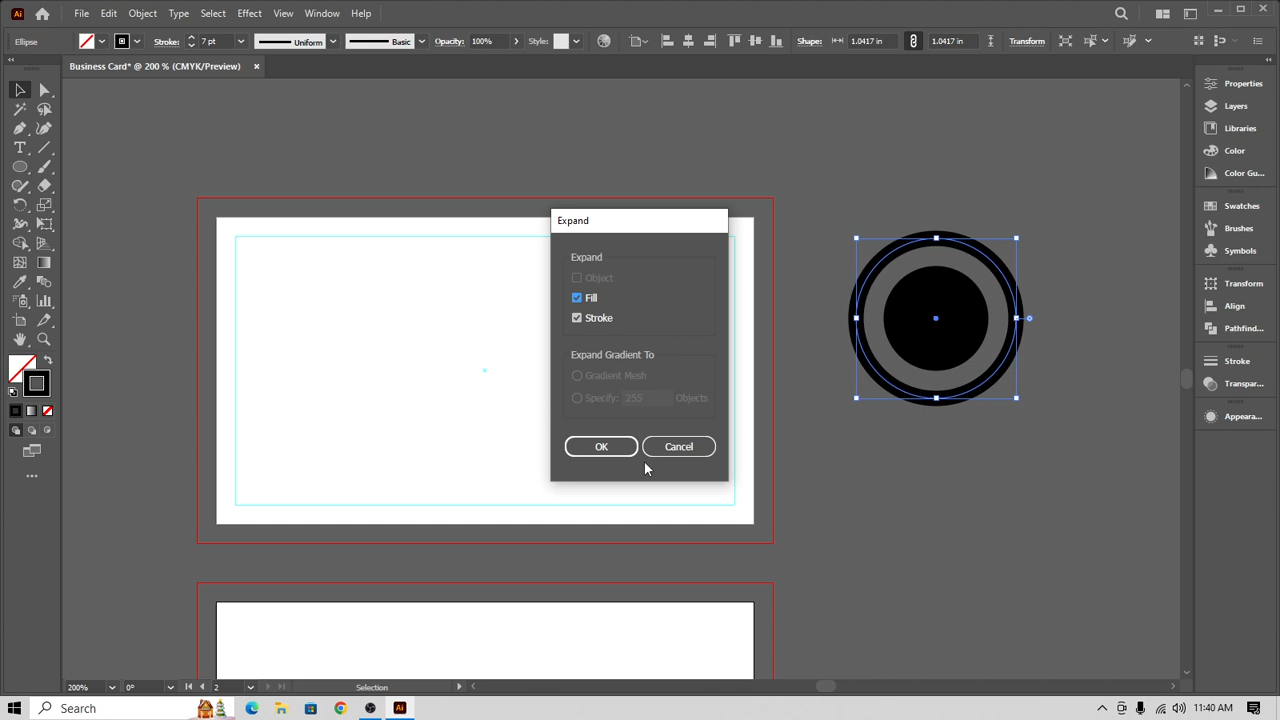 Ai File Edit Object Type Select Effect View Window Help
Ellipse Stroke: 7 pt Uniform Basic Opacity: 100% Style: Shape: 1.0417 in 1.0417 in Transform
Business Card* @ 200 % (CMYK/Preview)
Properties
Layers
Libraries
Color
Color Gu...
Swatches
Brushes
Symbols
Transform
Align
Pathfind...
Stroke
Transpar...
Appeara...
Expand
Expand
Object
Fill
Stroke
Expand Gradient To
Gradient Mesh
Specify: 255 Objects
OK Cancel
200% 0° 2 Selection
Search Ai 11:40 AM